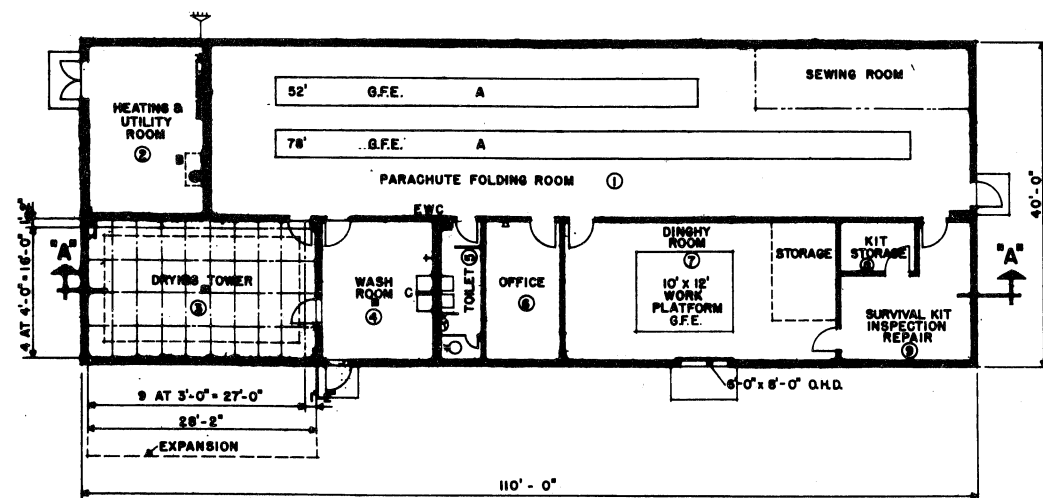 SEWING ROOM
52' G.F.E. A
HEATING &
UTILITY
ROOM
2
78' G.F.E. A
B
PARACHUTE FOLDING ROOM 1
EWC
40'-0"
4 AT 4'-0" = 16'-0"
"A"
DRYING TOWER
3
WASH
ROOM
4
C
TOILET 5
OFFICE
6
DINGHY
ROOM
7
10' x 12'
WORK
PLATFORM
G.F.E.
STORAGE
KIT
STORAGE
8
"A"
SURVIVAL KIT
INSPECTION
REPAIR
9
6'-0" x 8'-0" O.H.D.
9 AT 3'-0" = 27'-0"
28'-2"
EXPANSION
110'-0"